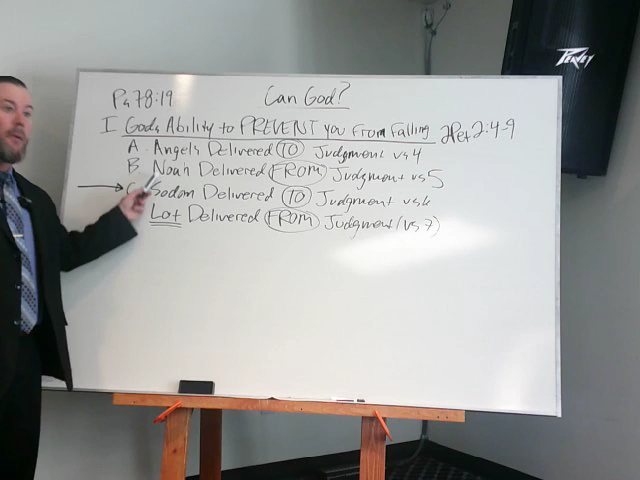 Ps 78:19 Can God?
I Gods Ability to PREVENT you From Falling 2Pet 2:4-9
A. Angels Delivered TO Judgment vs 4
B. Noah Delivered FROM Judgment vs 5
C. Sodom Delivered TO Judgment vs 6
Lot Delivered FROM Judgment (vs 7)
PEAVEY